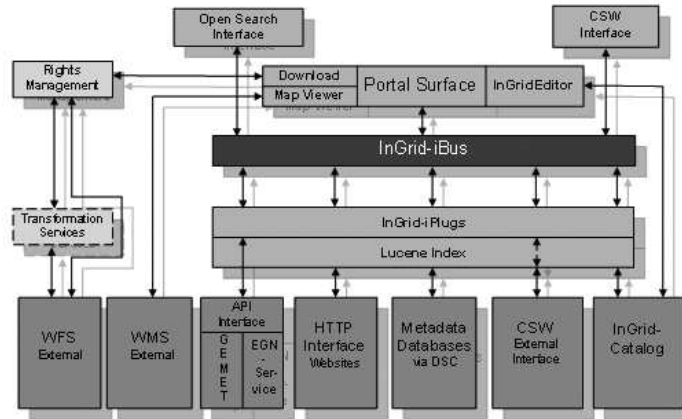 Open Search
Interface
CSW
Interface
Rights
Management
Download
Map Viewer
Portal Surface
InGridEditor
InGrid-iBus
Transformation
Services
InGrid-iPlugs
Lucene Index
WFS
External
WMS
External
API
Interface
G
E
M
E
T
EGN
-
Ser-
vice
HTTP
Interface
Websites
Metadata
Databases
via DSC
CSW
External
Interface
InGrid-
Catalog